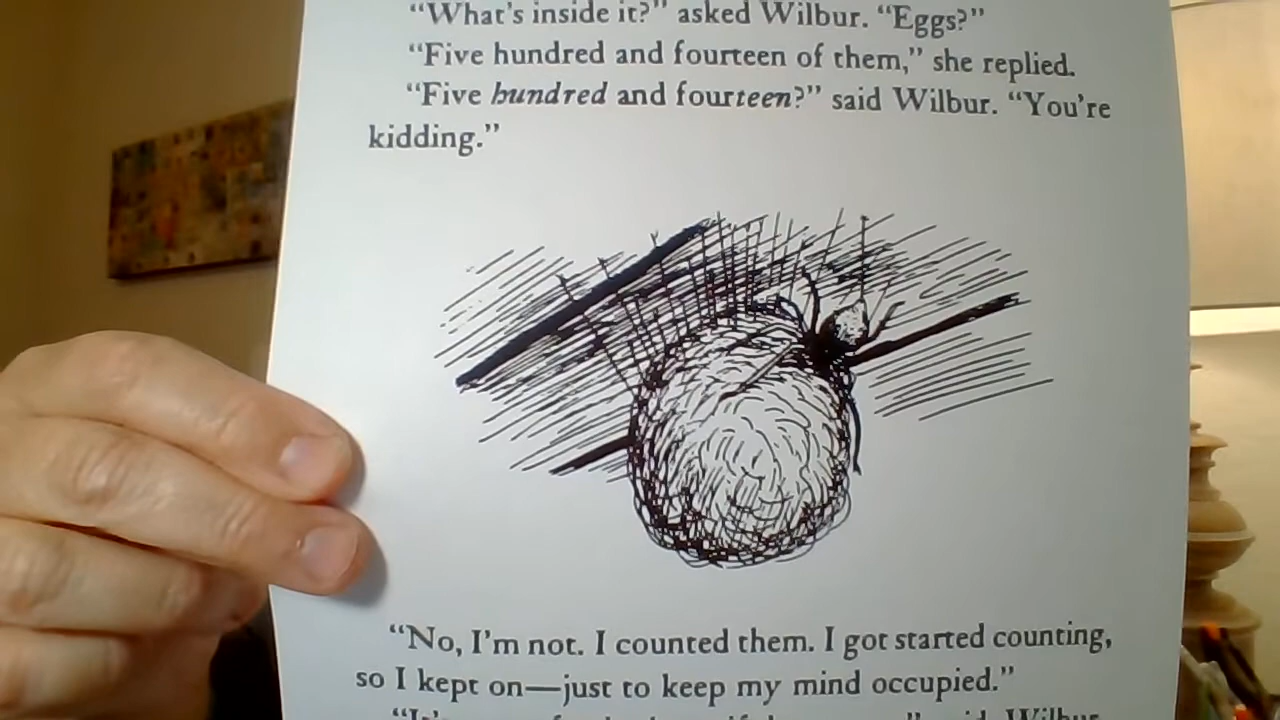 “What’s inside it?” asked Wilbur. “Eggs?”
“Five hundred and fourteen of them,” she replied.
“Five hundred and fourteen?” said Wilbur. “You’re
kidding.”
“No, I’m not. I counted them. I got started counting,
so I kept on—just to keep my mind occupied.”
Wilbur